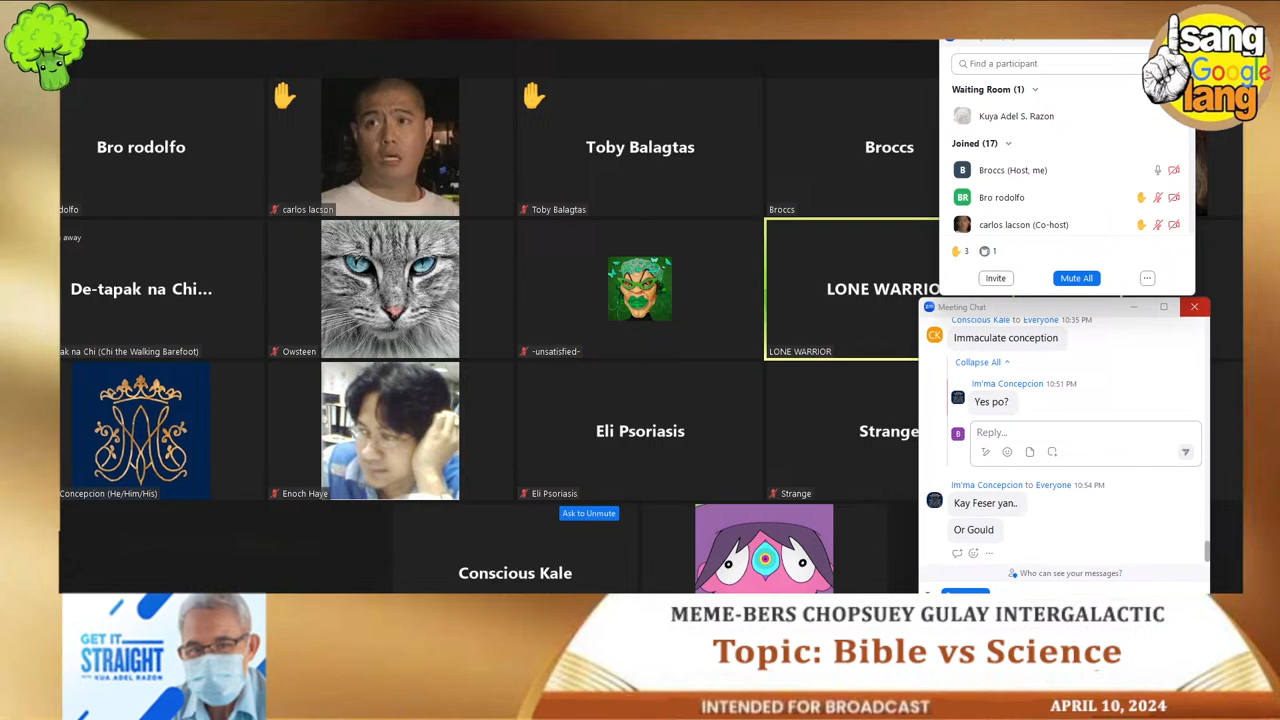 Isang
Google
lang
Find a participant
Waiting Room (1)
Kuya Adel S. Razon
Joined (17)
B
Broccs (Host, me)
BR
Bro rodolfo
carlos lacson (Co-host)
3
1
Invite
Mute All
Bro rodolfo
dolfo
carlos lacson
Toby Balagtas
Toby Balagtas
Broccs
Broccs
away
De-tapak na Chi...
ak na Chi (Chi the Walking Barefoot)
Owsteen
-unsatisfied-
LONE WARRIO
LONE WARRIOR
Concepcion (He/Him/His)
Enoch Haye
Eli Psoriasis
Eli Psoriasis
Strange
Strange
Ask to Unmute
Conscious Kale
Meeting Chat
Conscious Kale to Everyone 10:35 PM
CK
Immaculate conception
Collapse All
Im'ma Concepcion 10:51 PM
Yes po?
B
Reply...
Im'ma Concepcion to Everyone 10:54 PM
Kay Feser yan..
Or Gould
Who can see your messages?
GET IT
STRAIGHT
WITH KUYA ADEL RAZON
MEME-BERS CHOPSUEY GULAY INTERGALACTIC
Topic: Bible vs Science
INTENDED FOR BROADCAST
APRIL 10, 2024